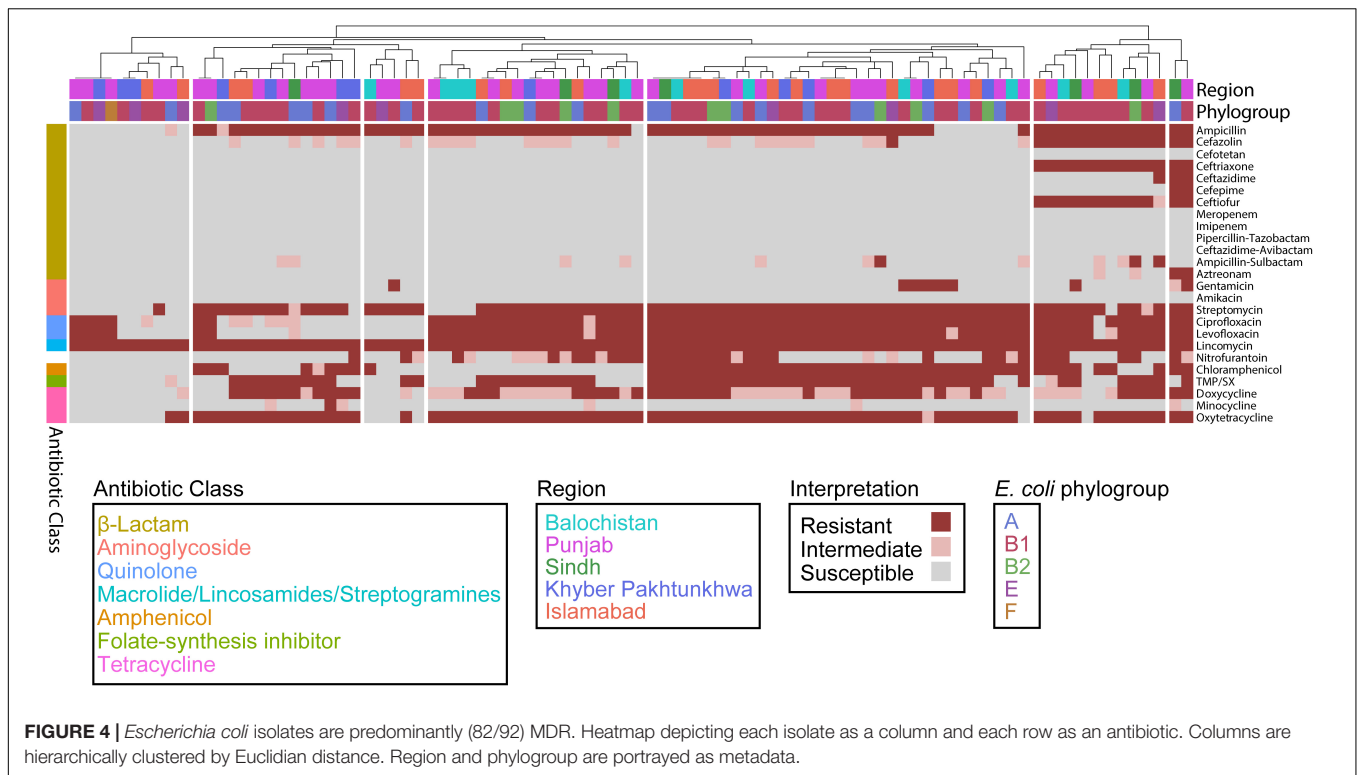 Region
Phylogroup
Ampicillin
Cefazolin
Cefotetan
Ceftriaxone
Ceftazidime
Cefepime
Ceftiofur
Meropenem
Imipenem
Pipercillin-Tazobactam
Ceftazidime-Avibactam
Ampicillin-Sulbactam
Aztreonam
Gentamicin
Amikacin
Streptomycin
Ciprofloxacin
Levofloxacin
Lincomycin
Nitrofurantoin
Chloramphenicol
TMP/SX
Doxycycline
Minocycline
Oxytetracycline
Antibiotic Class
Antibiotic Class
β-Lactam
Aminoglycoside
Quinolone
Macrolide/Lincosamides/Streptogramines
Amphenicol
Folate-synthesis inhibitor
Tetracycline
Region
Balochistan
Punjab
Sindh
Khyber Pakhtunkhwa
Islamabad
Interpretation
Resistant
Intermediate
Susceptible
E. coli phylogroup
A
B1
B2
E
F
FIGURE 4 | Escherichia coli isolates are predominantly (82/92) MDR. Heatmap depicting each isolate as a column and each row as an antibiotic. Columns are
hierarchically clustered by Euclidian distance. Region and phylogroup are portrayed as metadata.